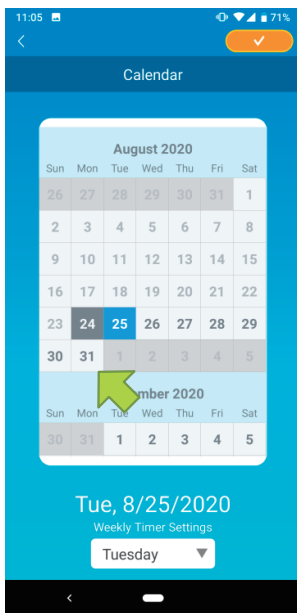 11:05 71%
Calendar
August 2020
Sun Mon Tue Wed Thu Fri Sat
26 27 28 29 30 31 1
2 3 4 5 6 7 8
9 10 11 12 13 14 15
16 17 18 19 20 21 22
23 24 25 26 27 28 29
30 31 1 2 3 4 5
mber 2020
Sun Mon Tue Wed Thu Fri Sat
30 31 1 2 3 4 5
Tue, 8/25/2020
Weekly Timer Settings
Tuesday